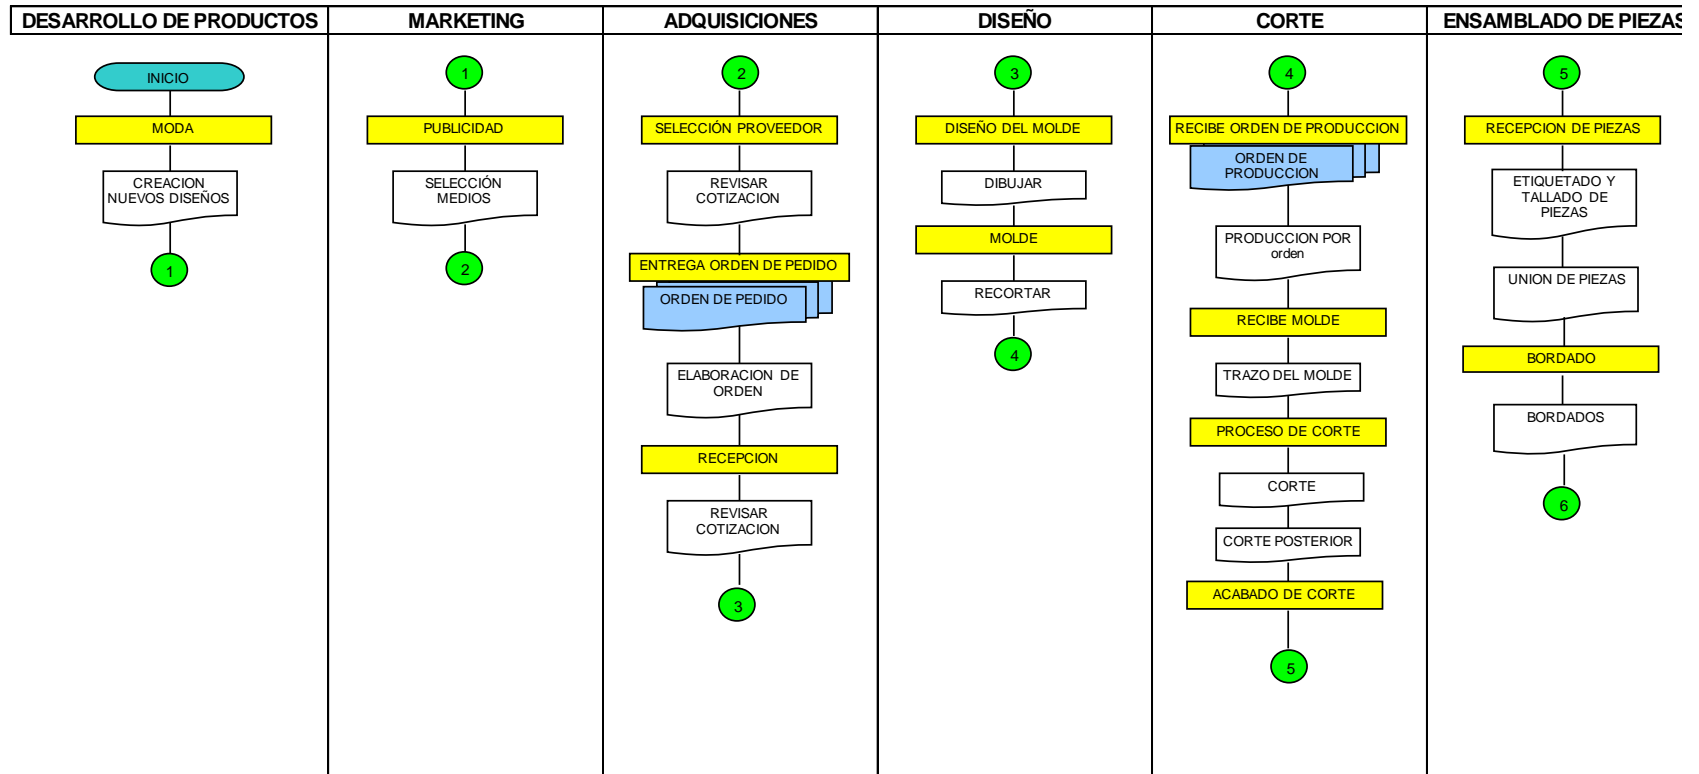 DESARROLLO DE PRODUCTOS
MARKETING
ADQUISICIONES
DISEÑO
CORTE
ENSAMBLADO DE PIEZAS
INICIO
MODA
CREACION
NUEVOS DISEÑOS
1
1
PUBLICIDAD
SELECCIÓN
MEDIOS
2
2
SELECCIÓN PROVEEDOR
REVISAR
COTIZACION
ENTREGA ORDEN DE PEDIDO
ORDEN DE PEDIDO
ELABORACION DE
ORDEN
RECEPCION
REVISAR
COTIZACION
3
3
DISEÑO DEL MOLDE
DIBUJAR
MOLDE
RECORTAR
4
4
RECIBE ORDEN DE PRODUCCION
ORDEN DE
PRODUCCION
PRODUCCION POR
orden
RECIBE MOLDE
TRAZO DEL MOLDE
PROCESO DE CORTE
CORTE
CORTE POSTERIOR
ACABADO DE CORTE
5
5
RECEPCION DE PIEZAS
ETIQUETADO Y
TALLADO DE
PIEZAS
UNION DE PIEZAS
BORDADO
BORDADOS
6